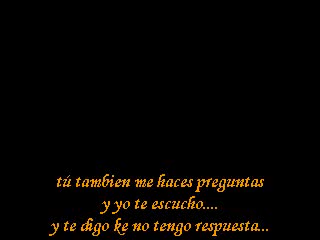 tú tambien me haces preguntas
y yo te escucho....
y te digo ke no tengo respuesta...